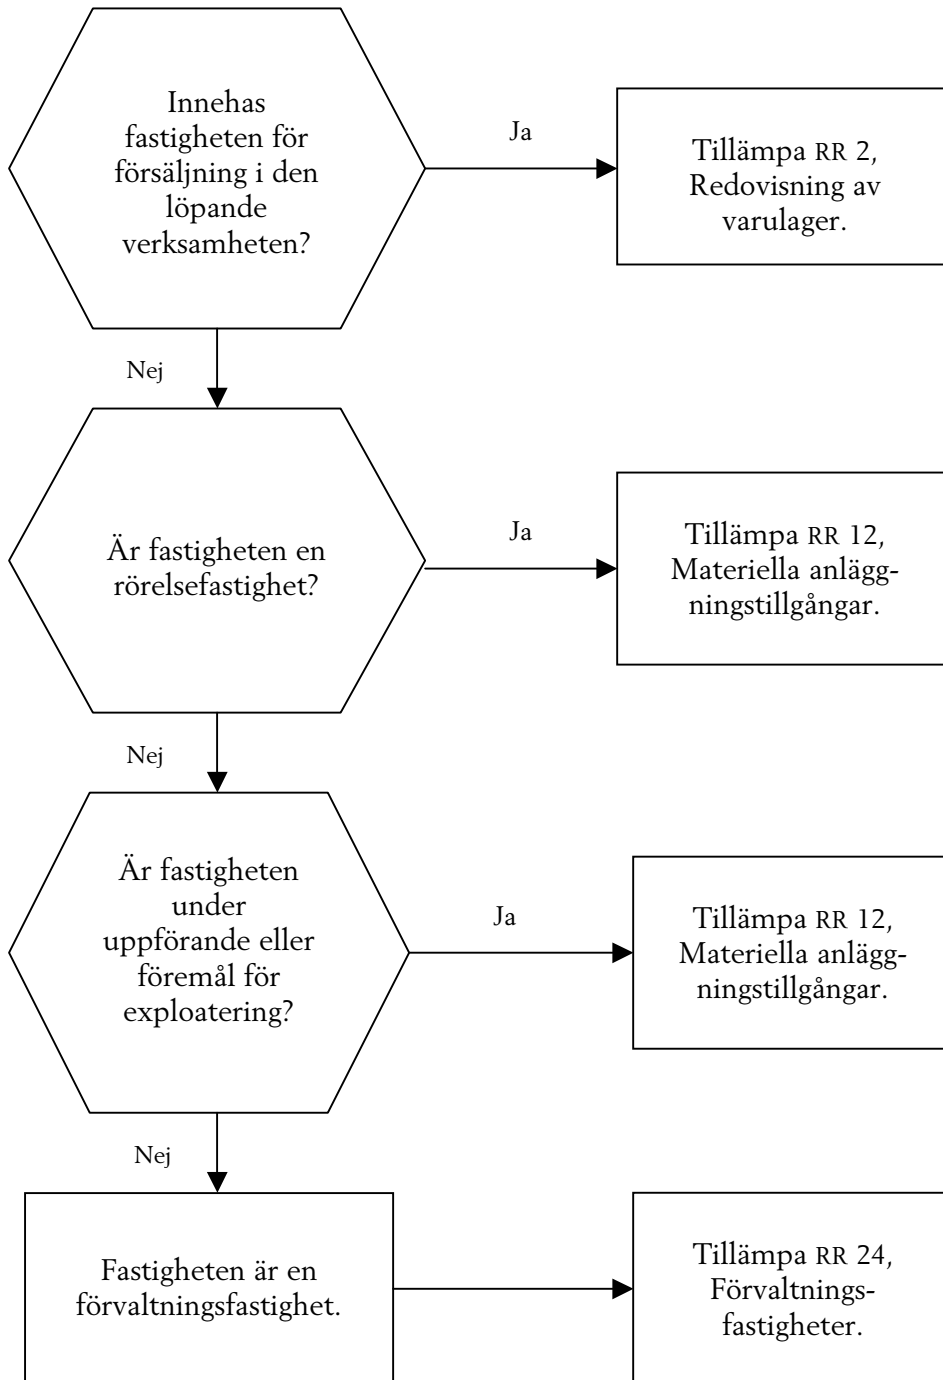 Innehas
fastigheten för
försäljning i den
löpande
verksamheten?
Ja
Tillämpa RR 2,
Redovisning av
varulager.
Nej
Är fastigheten en
rörelsefastighet?
Ja
Tillämpa RR 12,
Materiella anlägg-
ningstillgångar.
Nej
Är fastigheten
under
uppförande eller
föremål för
exploatering?
Ja
Tillämpa RR 12,
Materiella anlägg-
ningstillgångar.
Nej
Fastigheten är en
förvaltningsfastighet.
Tillämpa RR 24,
Förvaltnings-
fastigheter.